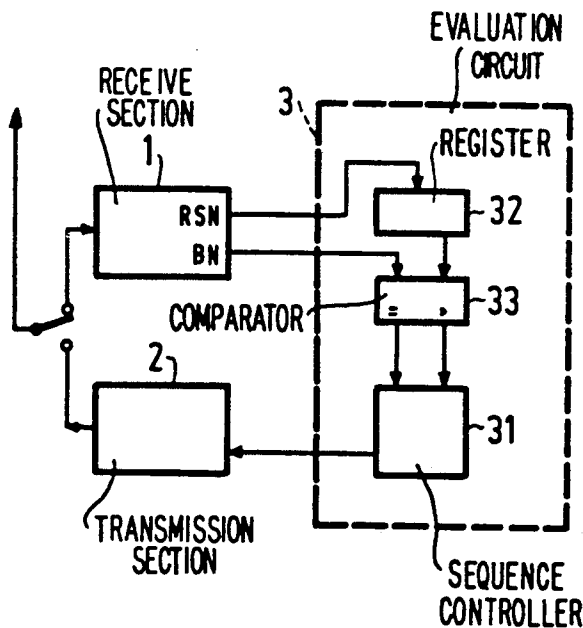 EVALUATION
CIRCUIT
RECEIVE
SECTION
3
REGISTER
1
RSN
32
BN
COMPARATOR
=
33
2
31
TRANSMISSION
SECTION
SEQUENCE
CONTROLLER